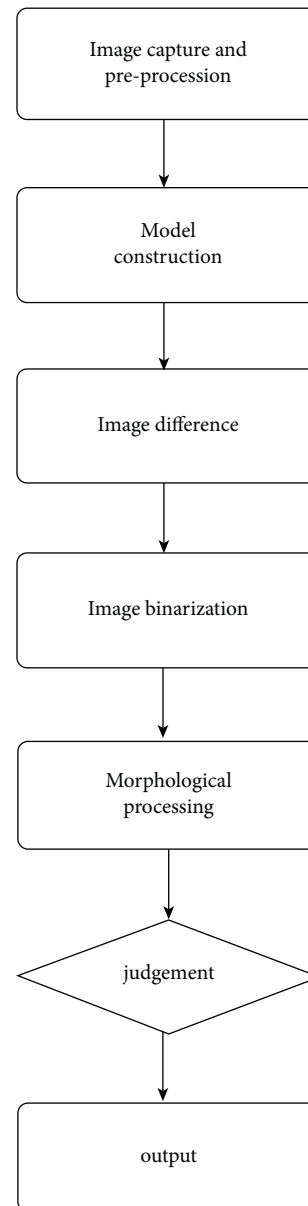 Image capture and
pre-procession
Model
construction
Image difference
Image binarization
Morphological
processing
judgement
output